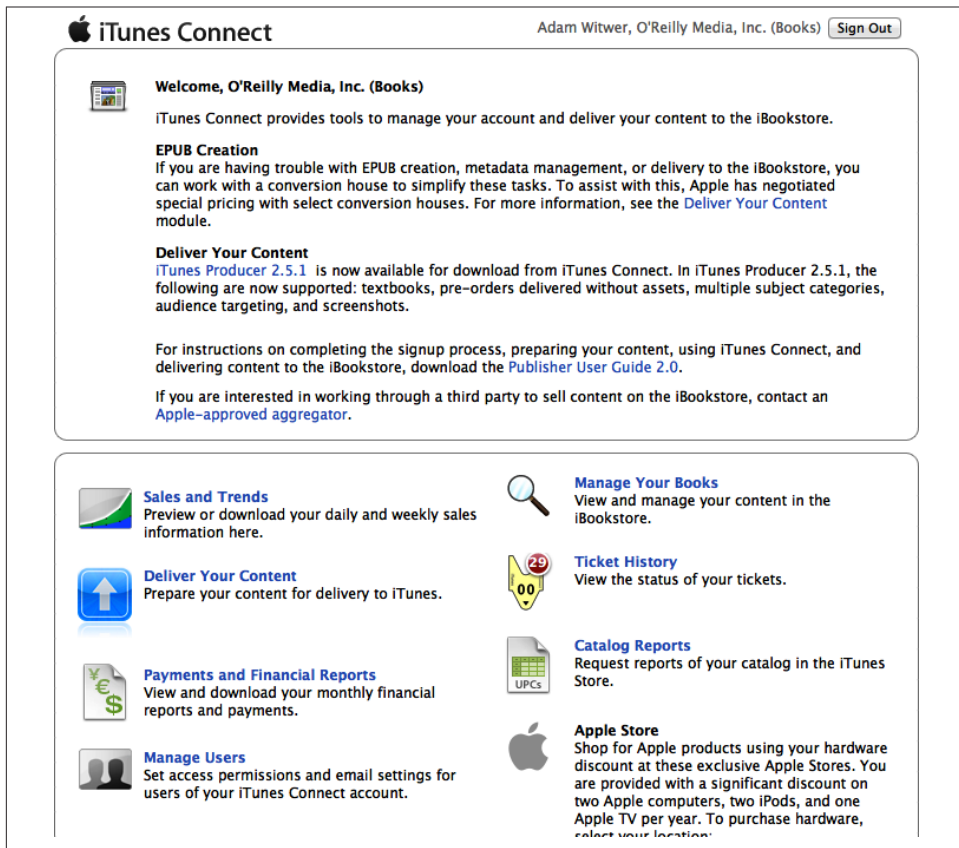 iTunes Connect
Adam Witwer, O'Reilly Media, Inc. (Books) Sign Out
Welcome, O'Reilly Media, Inc. (Books)
iTunes Connect provides tools to manage your account and deliver your content to the iBookstore.
EPUB Creation
If you are having trouble with EPUB creation, metadata management, or delivery to the iBookstore, you
can work with a conversion house to simplify these tasks. To assist with this, Apple has negotiated
special pricing with select conversion houses. For more information, see the Deliver Your Content
module.
Deliver Your Content
iTunes Producer 2.5.1 is now available for download from iTunes Connect. In iTunes Producer 2.5.1, the
following are now supported: textbooks, pre-orders delivered without assets, multiple subject categories,
audience targeting, and screenshots.
For instructions on completing the signup process, preparing your content, using iTunes Connect, and
delivering content to the iBookstore, download the Publisher User Guide 2.0.
If you are interested in working through a third party to sell content on the iBookstore, contact an
Apple-approved aggregator.
Sales and Trends
Preview or download your daily and weekly sales
information here.
Deliver Your Content
Prepare your content for delivery to iTunes.
¥
€
$
Payments and Financial Reports
View and download your monthly financial
reports and payments.
Manage Users
Set access permissions and email settings for
users of your iTunes Connect account.
Manage Your Books
View and manage your content in the
iBookstore.
29
00
Ticket History
View the status of your tickets.
UPCs
Catalog Reports
Request reports of your catalog in the iTunes
Store.
Apple Store
Shop for Apple products using your hardware
discount at these exclusive Apple Stores. You
are provided with a significant discount on
two Apple computers, two iPods, and one
Apple TV per year. To purchase hardware,
select your location: